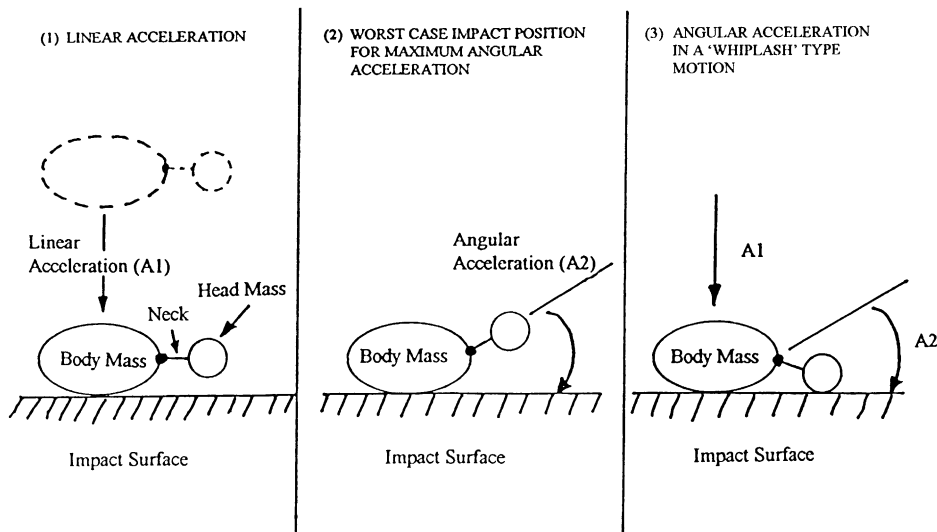 (1) LINEAR ACCELERATION
Linear
Acceleration (A1)
Head Mass
Neck
Body Mass
Impact Surface
(2) WORST CASE IMPACT POSITION
FOR MAXIMUM ANGULAR
ACCELERATION
Angular
Acceleration (A2)
Body Mass
Impact Surface
(3) ANGULAR ACCELERATION
IN A 'WHIPLASH' TYPE
MOTION
A1
A2
Body Mass
Impact Surface